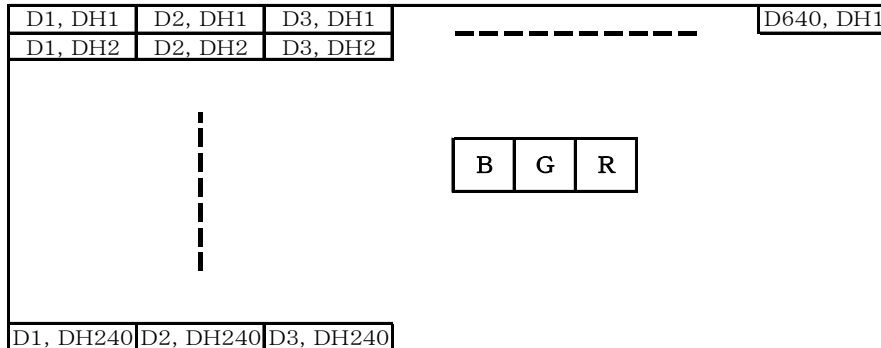 D1, DH1 D2, DH1 D3, DH1 D640, DH1
D1, DH2 D2, DH2 D3, DH2
B G R
D1, DH240 D2, DH240 D3, DH240